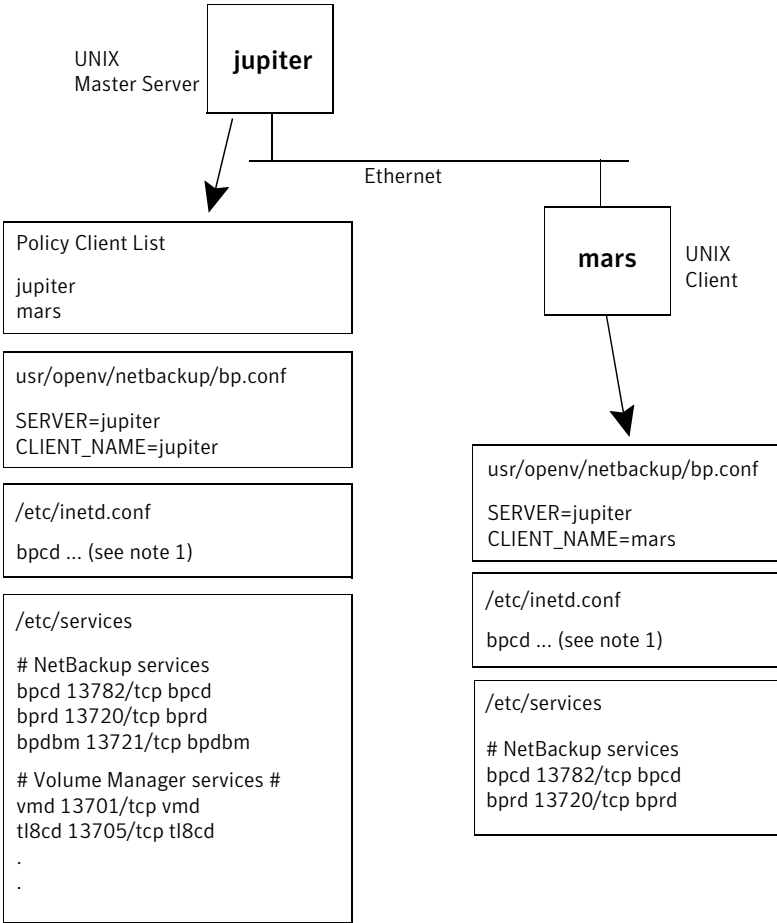 UNIX
Master Server
jupiter
Ethernet
mars
UNIX
Client
Policy Client List
jupiter
mars
usr/openv/netbackup/bp.conf
SERVER=jupiter
CLIENT_NAME=jupiter
/etc/inetd.conf
bpcd ... (see note 1)
/etc/services
# NetBackup services
bpcd 13782/tcp bpcd
bprd 13720/tcp bprd
bpdbm 13721/tcp bpdbm
# Volume Manager services #
vmd 13701/tcp vmd
tl8cd 13705/tcp tl8cd
.
.
usr/openv/netbackup/bp.conf
SERVER=jupiter
CLIENT_NAME=mars
/etc/inetd.conf
bpcd ... (see note 1)
/etc/services
# NetBackup services
bpcd 13782/tcp bpcd
bprd 13720/tcp bprd